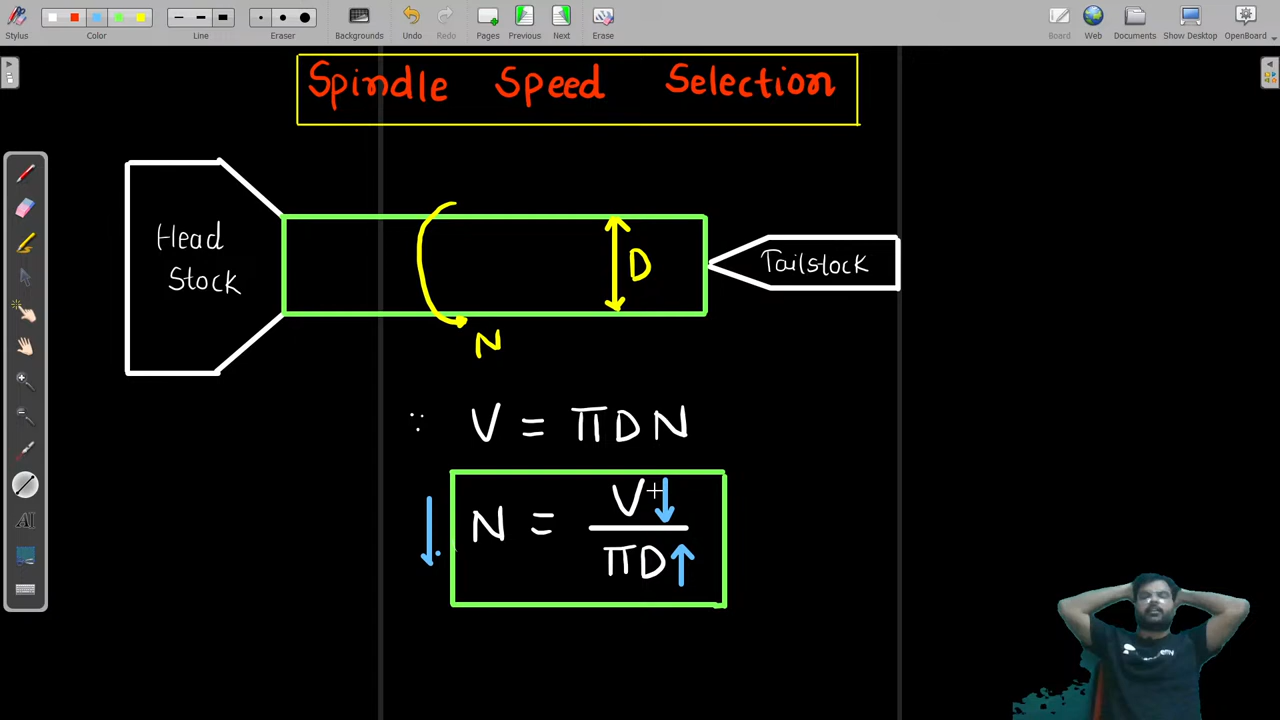 Stylus Color Line Eraser Backgrounds Undo Redo Pages Previous Next Erase Board Web Documents Show Desktop OpenBoard
Spindle Speed Selection
Head
Stock
D
Tailstock
N
∵ V = πDN
N = V↓ / πD↑